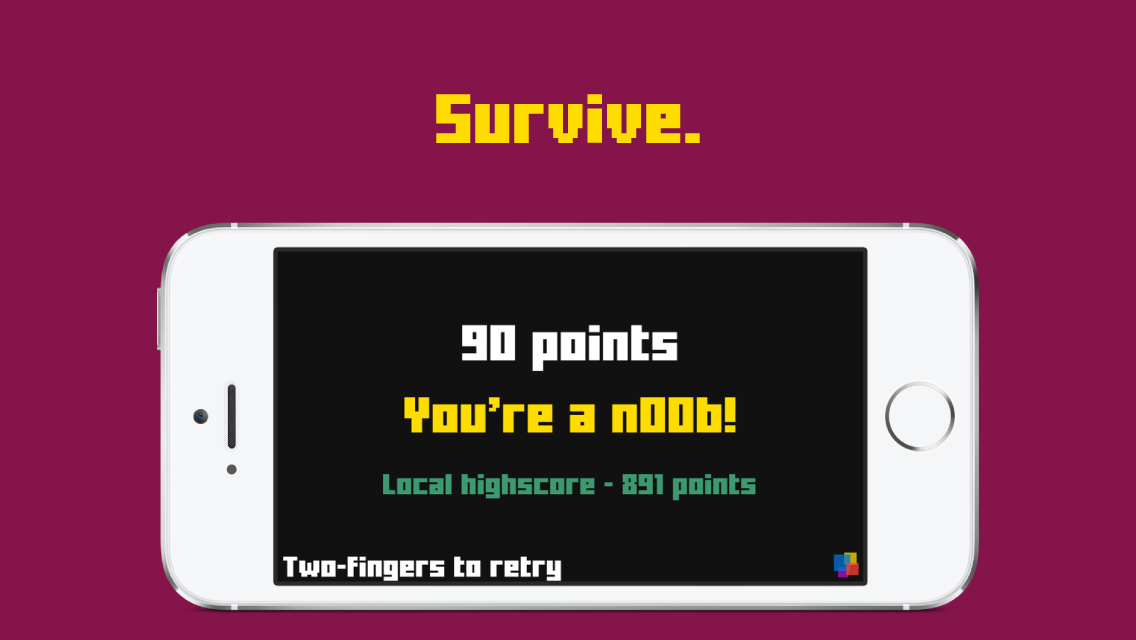 Survive.
90 points
You're a n00b!
Local highscore - 891 points
Two-fingers to retry